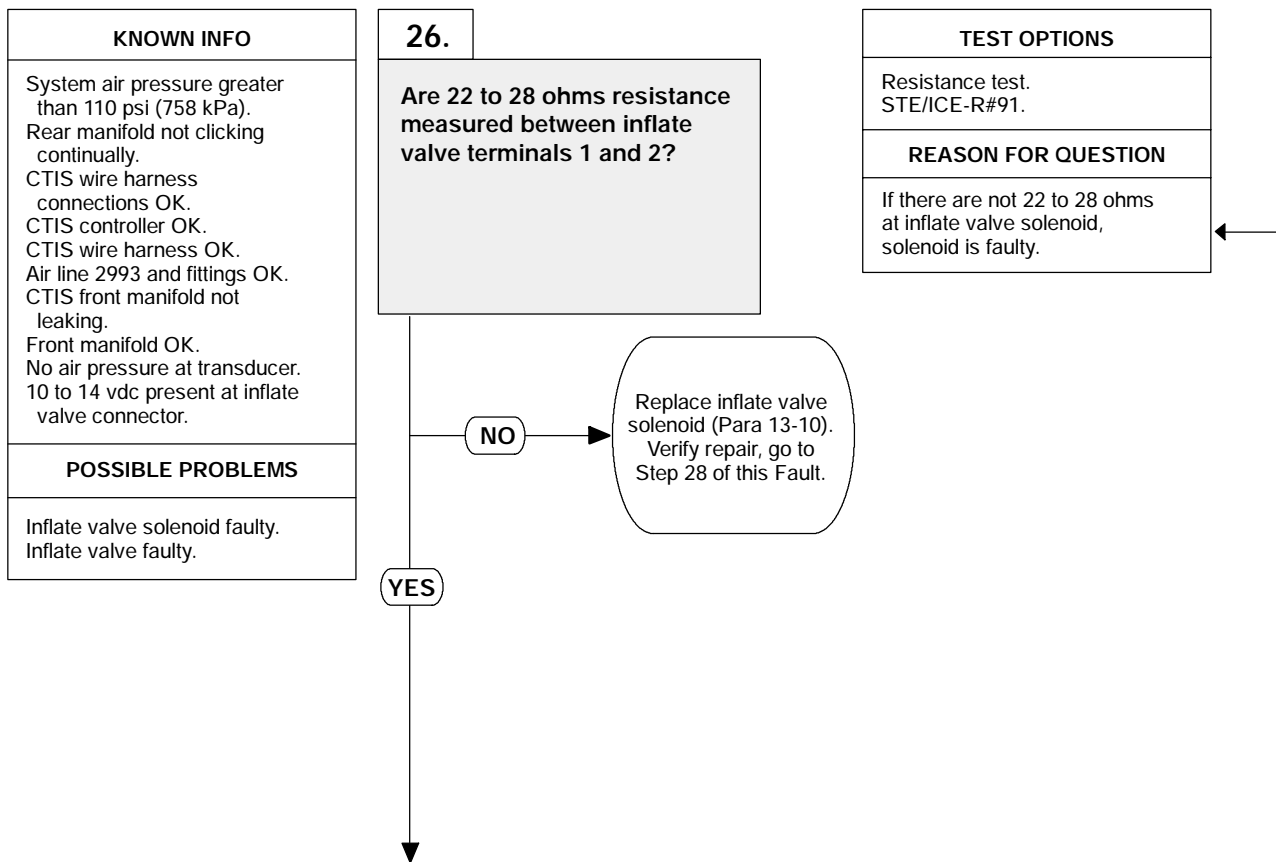 KNOWN INFO
System air pressure greater
than 110 psi (758 kPa).
Rear manifold not clicking
continually.
CTIS wire harness
connections OK.
CTIS controller OK.
CTIS wire harness OK.
Air line 2993 and fittings OK.
CTIS front manifold not
leaking.
Front manifold OK.
No air pressure at transducer.
10 to 14 vdc present at inflate
valve connector.
POSSIBLE PROBLEMS
Inflate valve solenoid faulty.
Inflate valve faulty.
26.
Are 22 to 28 ohms resistance
measured between inflate
valve terminals 1 and 2?
NO
Replace inflate valve
solenoid (Para 13-10).
Verify repair, go to
Step 28 of this Fault.
YES
TEST OPTIONS
Resistance test.
STE/ICE-R#91.
REASON FOR QUESTION
If there are not 22 to 28 ohms
at inflate valve solenoid,
solenoid is faulty.